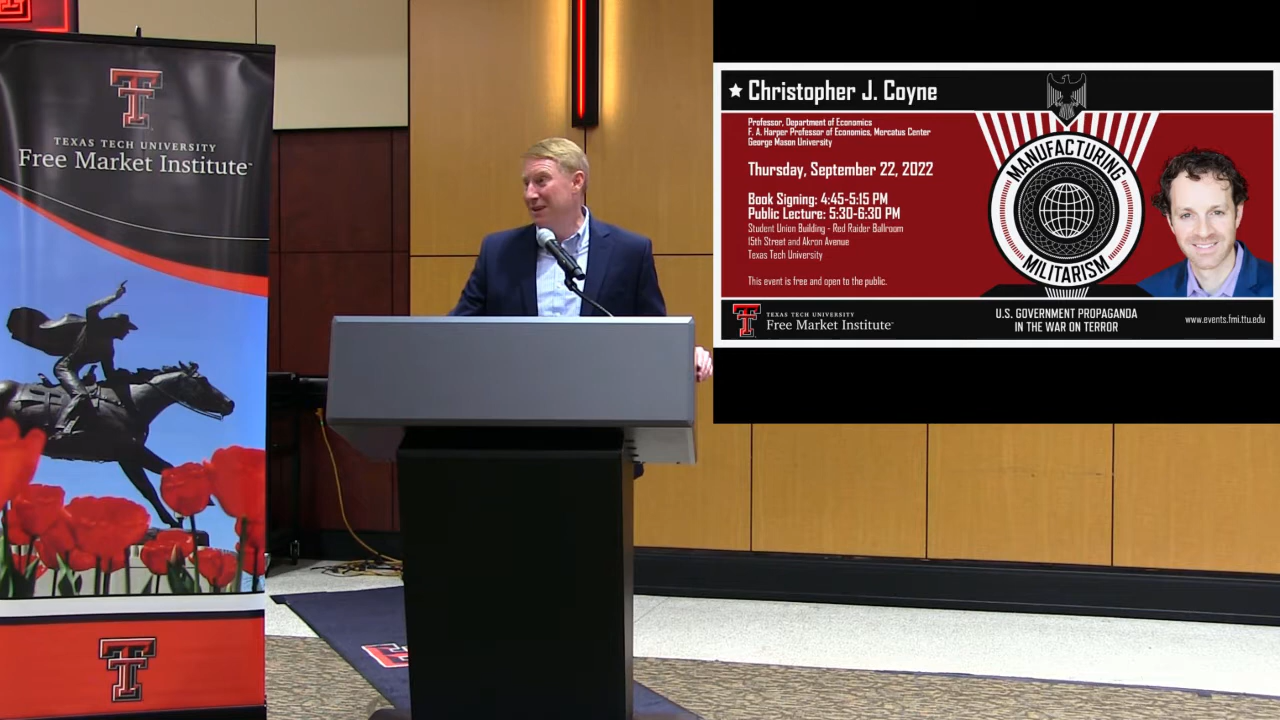 TEXAS TECH UNIVERSITY
Free Market Institute™
Christopher J. Coyne
Professor, Department of Economics
F. A. Harper Professor of Economics, Mercatus Center
George Mason University
Thursday, September 22, 2022
Book Signing: 4:45-5:15 PM
Public Lecture: 5:30-6:30 PM
Student Union Building - Red Raider Ballroom
15th Street and Akron Avenue
Texas Tech University
This event is free and open to the public.
MANUFACTURING
MILITARISM
TEXAS TECH UNIVERSITY
Free Market Institute™
U.S. GOVERNMENT PROPAGANDA
IN THE WAR ON TERROR
www.events.fmi.ttu.edu